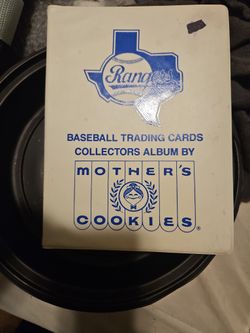 Rangers
BASEBALL TRADING CARDS
COLLECTORS ALBUM BY
MOTHER'S
COOKIES®